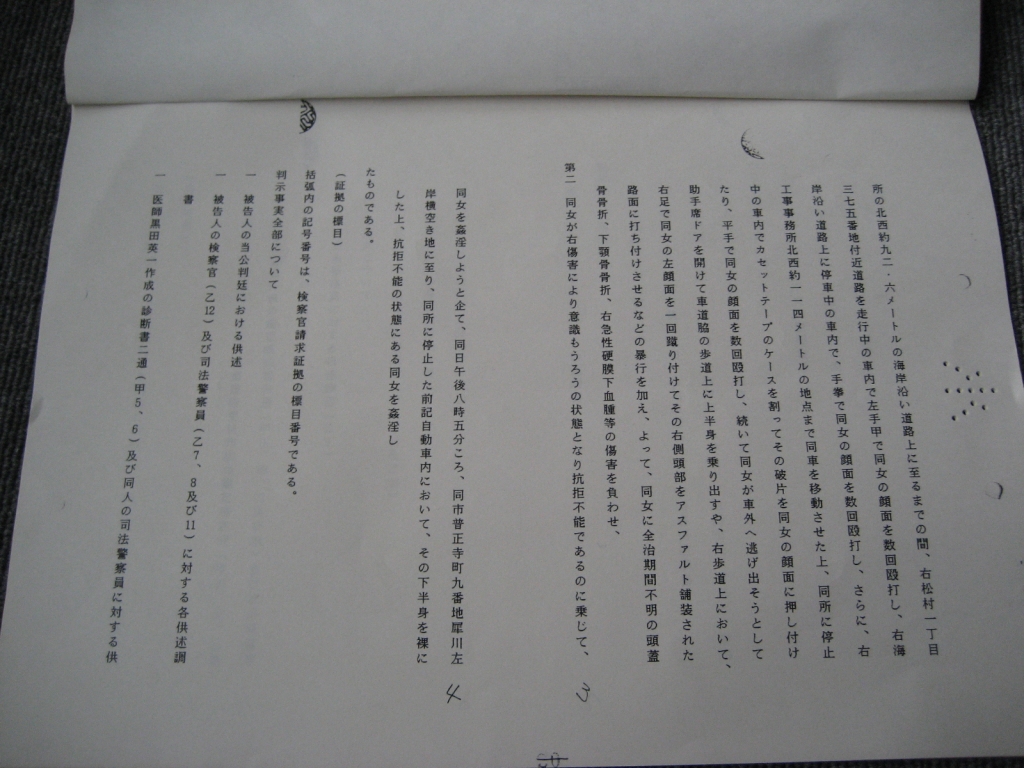 所の北西約九二・六メートルの海岸沿い道路上に至るまでの間、右松村一丁目
三七五番地付近道路を走行中の車内で左手甲で同女の顔面を数回殴打し、右海
岸沿い道路上に停車中の車内で、手拳で同女の顔面を数回殴打し、さらに、右
工事事務所北西約一一四メートルの地点まで同車を移動させた上、同所に停止
中の車内でカセットテープのケースを割ってその破片を同女の顔面に押し付け
たり、平手で同女の顔面を数回殴打し、続いて同女が車外へ逃げ出そうとして
助手席ドアを開けて車道脇の歩道上に上半身を乗り出すや、右歩道上において、
右足で同女の左顔面を一回蹴り付けてその右側頭部をアスファルト舗装された
路面に打ち付けさせるなどの暴行を加え、よって、同女に全治期間不明の頭蓋
骨骨折、下顎骨骨折、右急性硬膜下血腫等の傷害を負わせ、
第二 同女が右傷害により意識もうろうの状態となり抗拒不能であるのに乗じて、
3
同女を姦淫しようと企て、同日午後八時五分ころ、同市普正寺町九番地犀川左
岸横空き地に至り、同所に停止した前記自動車内において、その下半身を裸に
した上、抗拒不能の状態にある同女を姦淫し
たものである。
(証拠の標目)
括弧内の記号番号は、検察官請求証拠の標目番号である。
判示事実全部について
一 被告人の当公判廷における供述
一 被告人の検察官(乙12)及び司法警察員(乙7、8及び11)に対する各供述調
書
一 医師黒田英一作成の診断書二通(甲5、6)及び同人の司法警察員に対する供
4